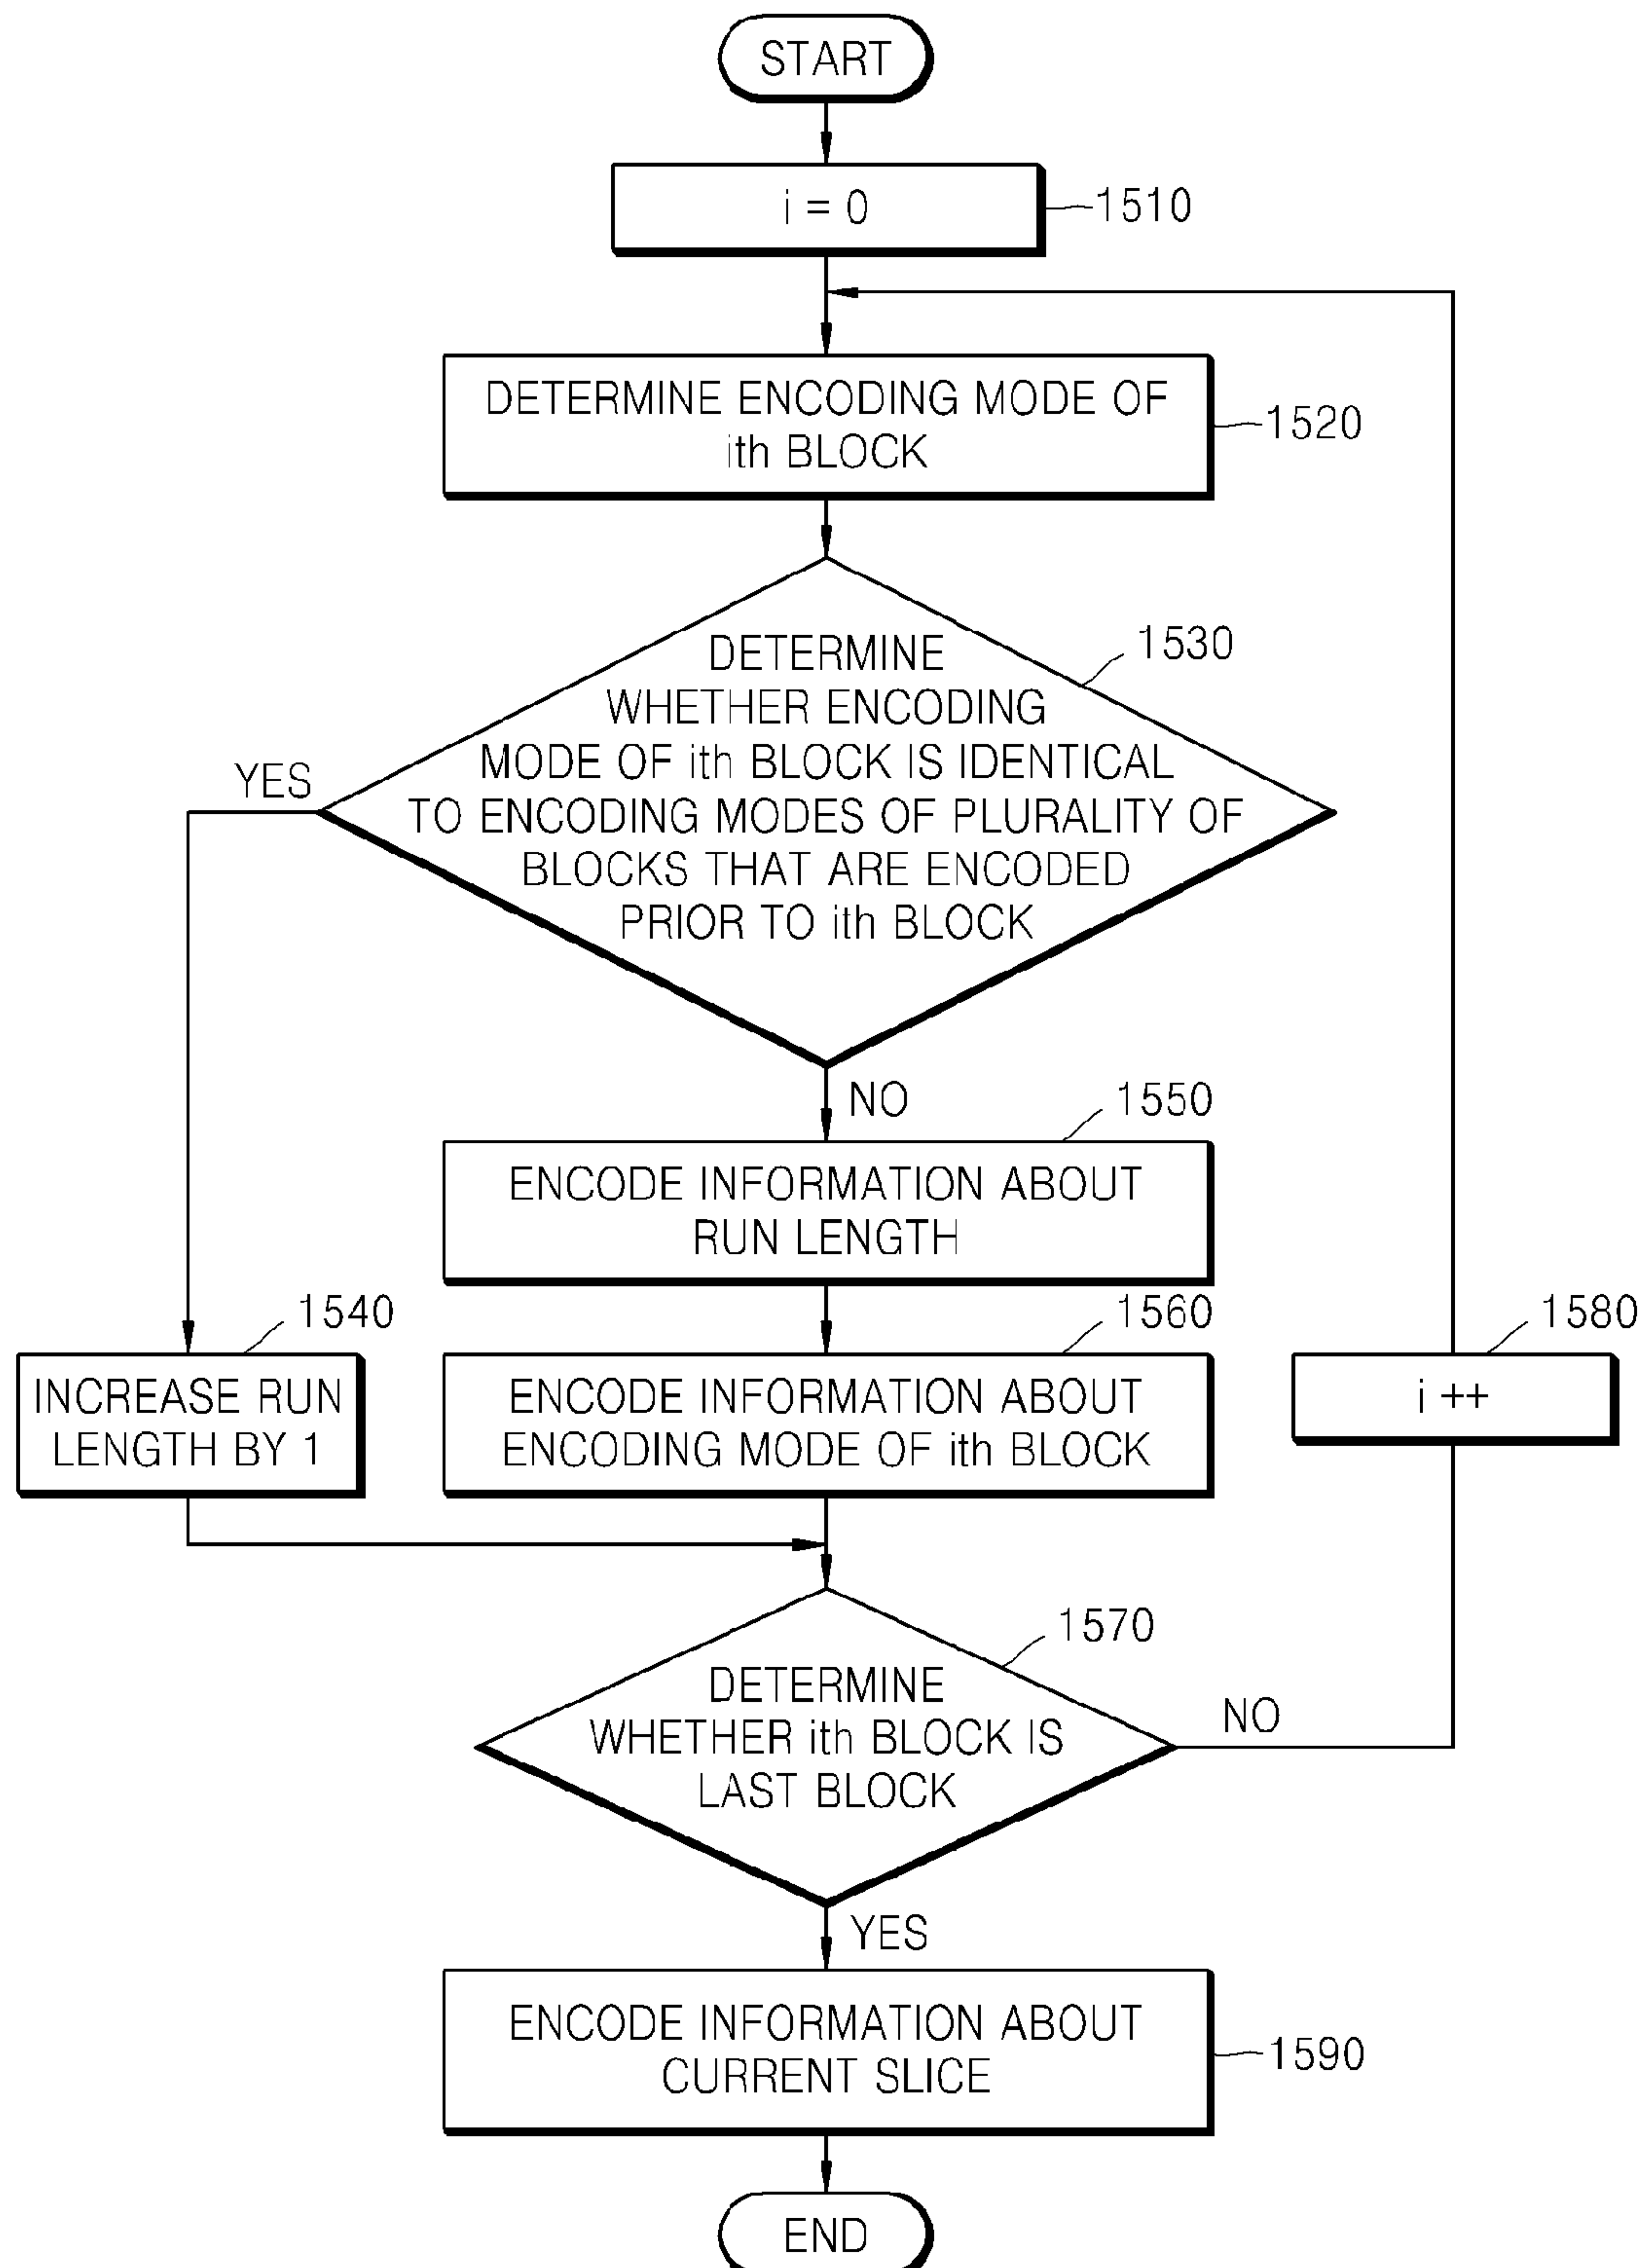 START
i = 0
1510
DETERMINE ENCODING MODE OF
ith BLOCK
1520
DETERMINE
WHETHER ENCODING
MODE OF ith BLOCK IS IDENTICAL
TO ENCODING MODES OF PLURALITY OF
BLOCKS THAT ARE ENCODED
PRIOR TO ith BLOCK
1530
YES
NO
1550
ENCODE INFORMATION ABOUT
RUN LENGTH
1540
INCREASE RUN
LENGTH BY 1
1560
ENCODE INFORMATION ABOUT
ENCODING MODE OF ith BLOCK
1580
i ++
1570
DETERMINE
WHETHER ith BLOCK IS
LAST BLOCK
NO
YES
ENCODE INFORMATION ABOUT
CURRENT SLICE
1590
END